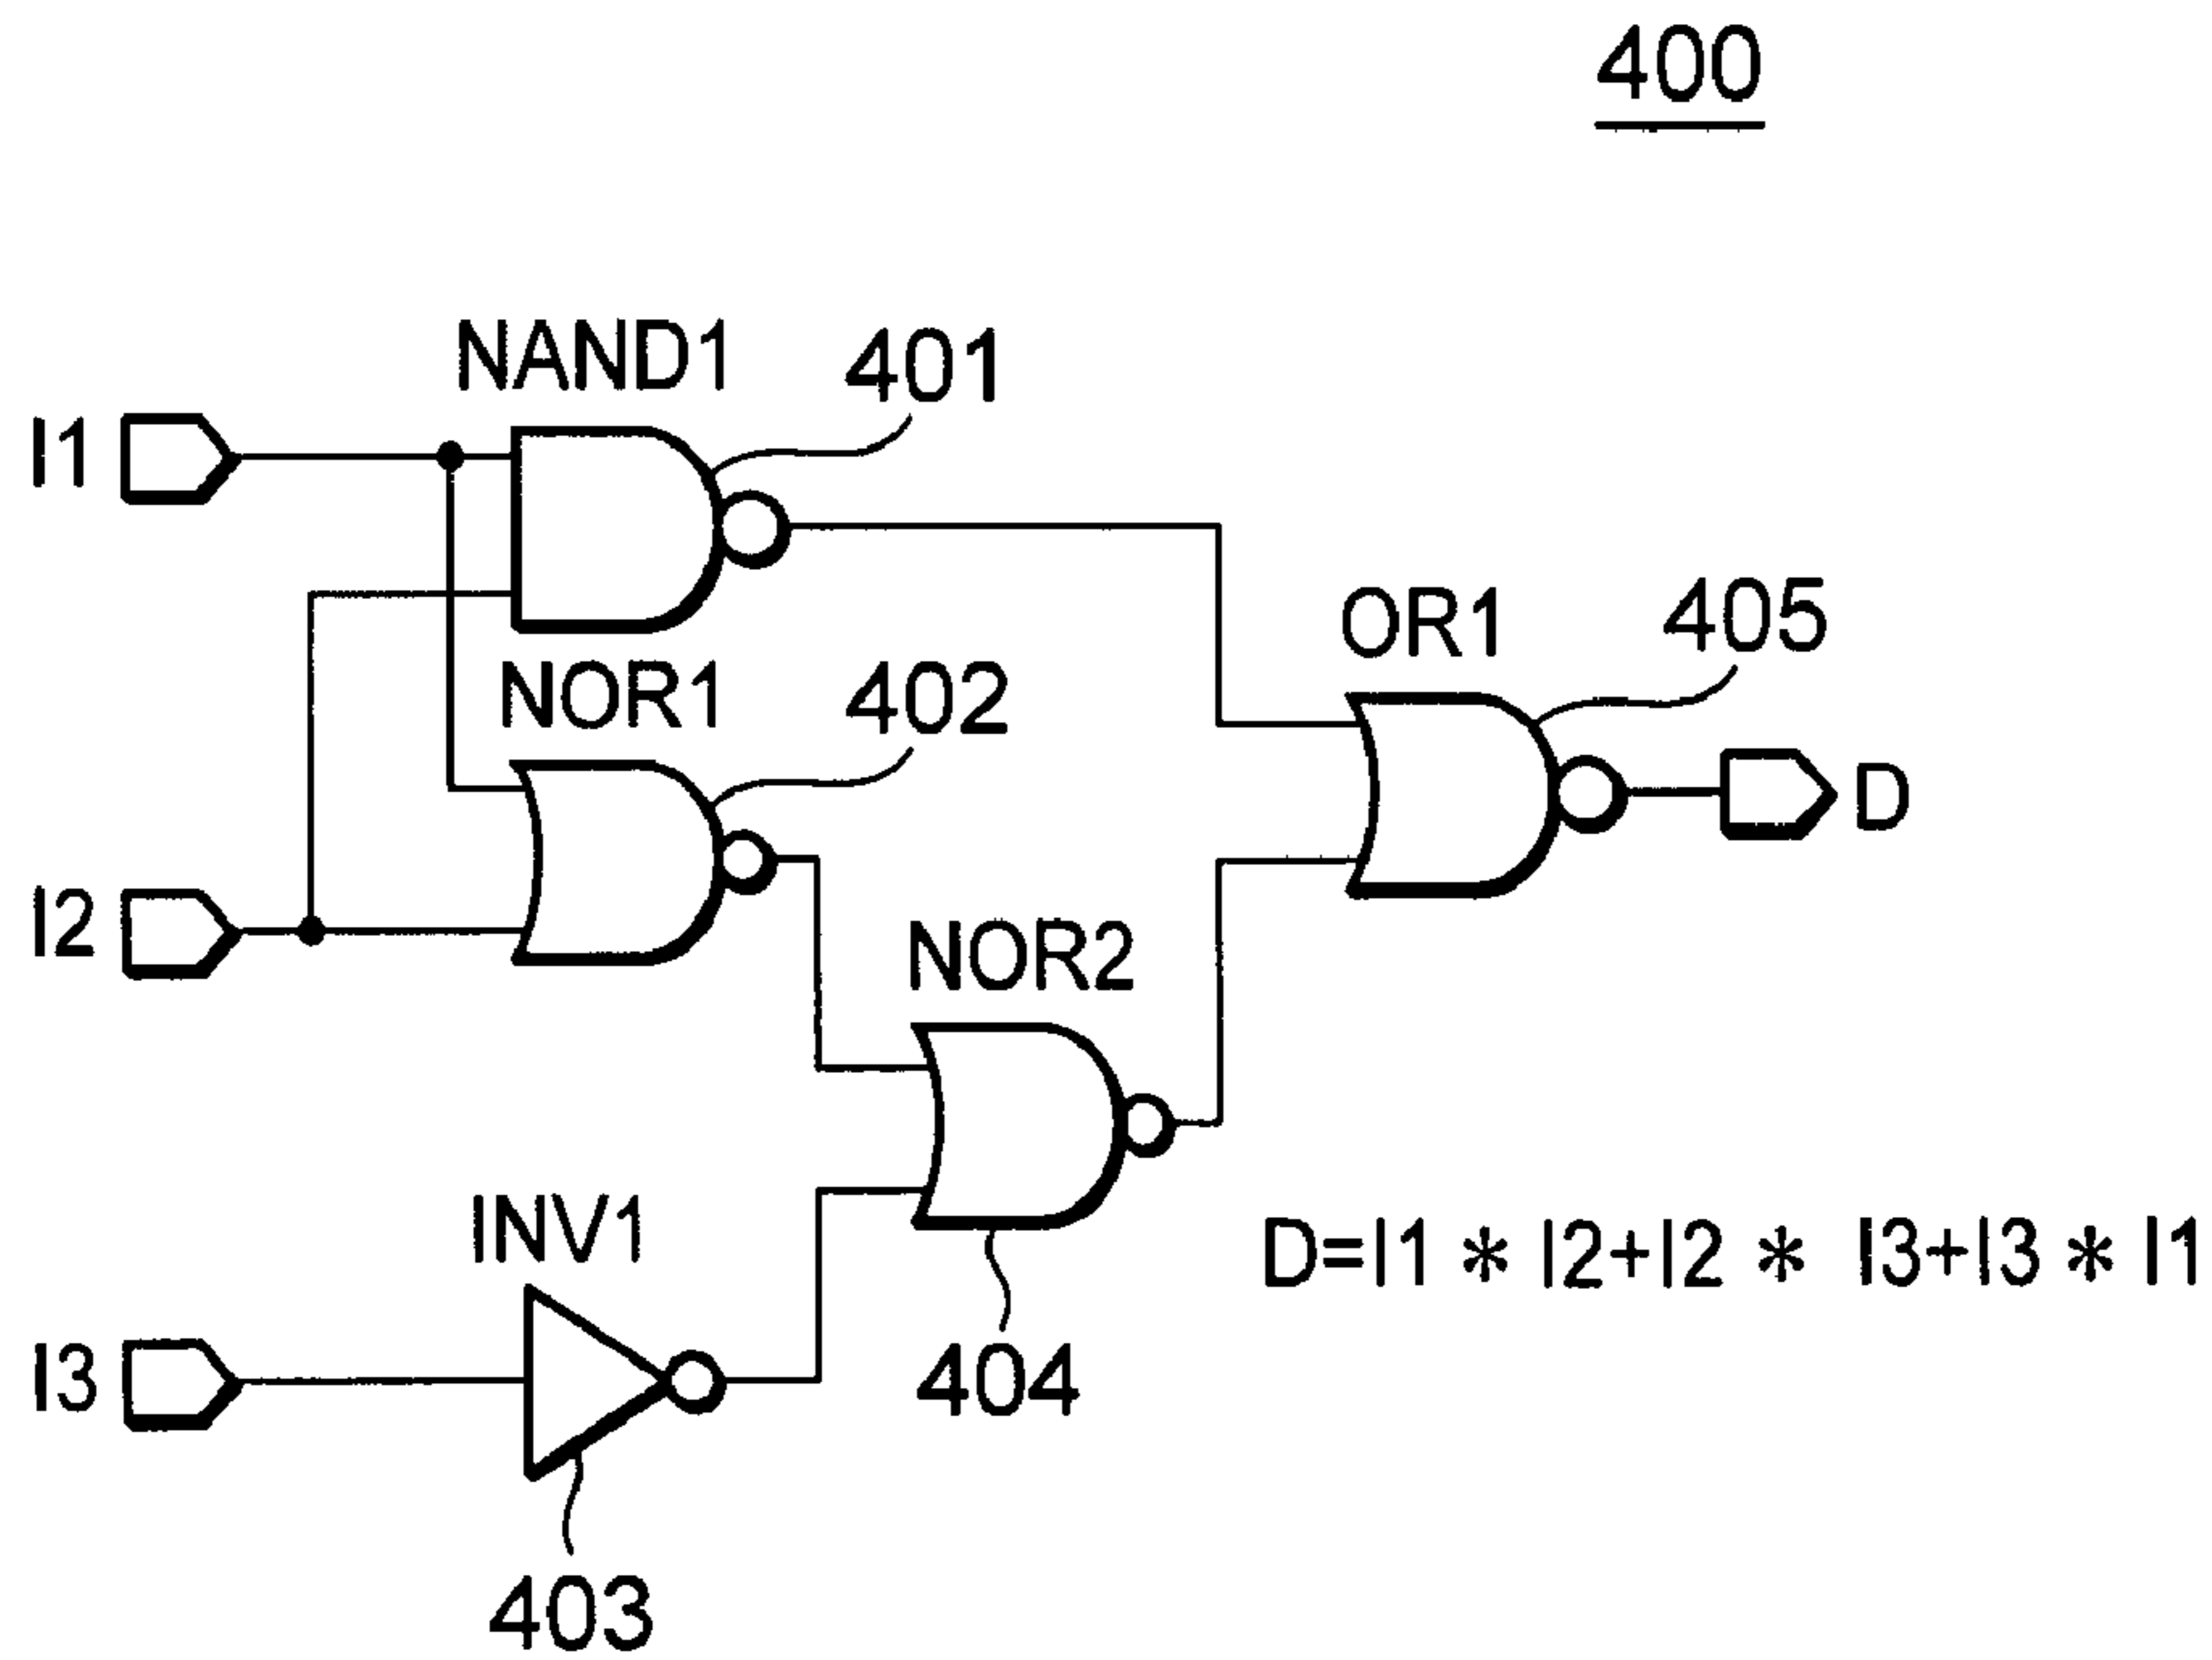 400
NAND1
401
I1
NOR1
402
OR1
405
D
I2
NOR2
INV1
D=I1 * I2+I2 * I3+I3 * I1
I3
404
403